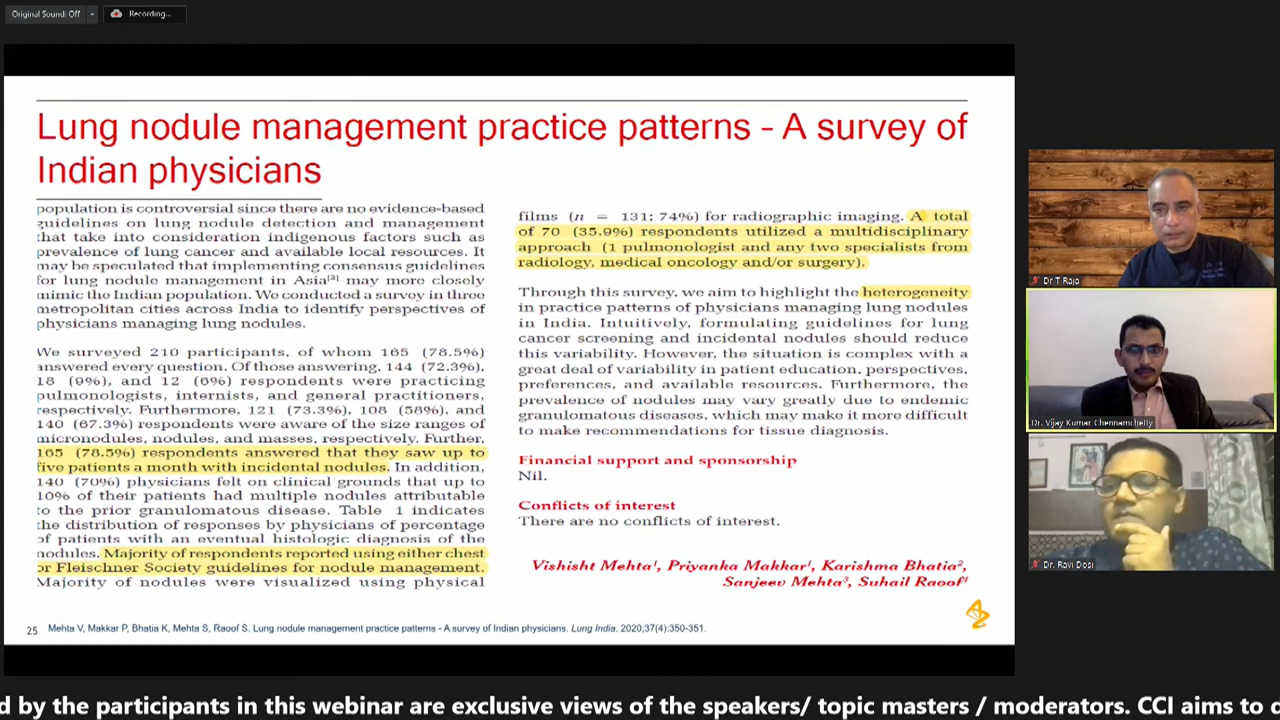 Original Sound: Off
Recording...
Lung nodule management practice patterns - A survey of
Indian physicians
population is controversial since there are no evidence-based
guidelines on lung nodule detection and management
that take into consideration indigenous factors such as
prevalence of lung cancer and available local resources. It
may be speculated that implementing consensus guidelines
for lung nodule management in Asia[2] may more closely
mimic the Indian population. We conducted a survey in three
metropolitan cities across India to identify perspectives of
physicians managing lung nodules.
We surveyed 210 participants, of whom 165 (78.5%)
answered every question. Of those answering, 144 (72.3%),
18 (9%), and 12 (6%) respondents were practicing
pulmonologists, internists, and general practitioners,
respectively. Furthermore, 121 (73.3%), 108 (58%), and
140 (67.3%) respondents were aware of the size ranges of
micronodules, nodules, and masses, respectively. Further,
165 (78.5%) respondents answered that they saw up to
five patients a month with incidental nodules. In addition,
140 (70%) physicians felt on clinical grounds that up to
10% of their patients had multiple nodules attributable
to the prior granulomatous disease. Table 1 indicates
the distribution of responses by physicians of percentage
of patients with an eventual histologic diagnosis of the
nodules. Majority of respondents reported using either chest
or Fleischner Society guidelines for nodule management.
Majority of nodules were visualized using physical
films (n = 131; 74%) for radiographic imaging. A total
of 70 (35.9%) respondents utilized a multidisciplinary
approach (1 pulmonologist and any two specialists from
radiology, medical oncology and/or surgery).
Through this survey, we aim to highlight the heterogeneity
in practice patterns of physicians managing lung nodules
in India. Intuitively, formulating guidelines for lung
cancer screening and incidental nodules should reduce
this variability. However, the situation is complex with a
great deal of variability in patient education, perspectives,
preferences, and available resources. Furthermore, the
prevalence of nodules may vary greatly due to endemic
granulomatous diseases, which may make it more difficult
to make recommendations for tissue diagnosis.
Financial support and sponsorship
Nil.
Conflicts of interest
There are no conflicts of interest.
Vishisht Mehta1, Priyanka Makkar1, Karishma Bhatia2,
Sanjeev Mehta3, Suhail Raoof4
25 Mehta V, Makkar P, Bhatia K, Mehta S, Raoof S. Lung nodule management practice patterns - A survey of Indian physicians. Lung India. 2020;37(4):350-351.
Dr T Raja
Dr. Vijay Kumar Chennamchetty
Dr. Ravi Dosi
d by the participants in this webinar are exclusive views of the speakers/ topic masters / moderators. CCI aims to